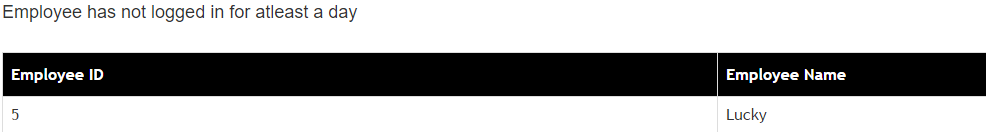 Employee has not logged in for atleast a day
Employee ID Employee Name
5 Lucky